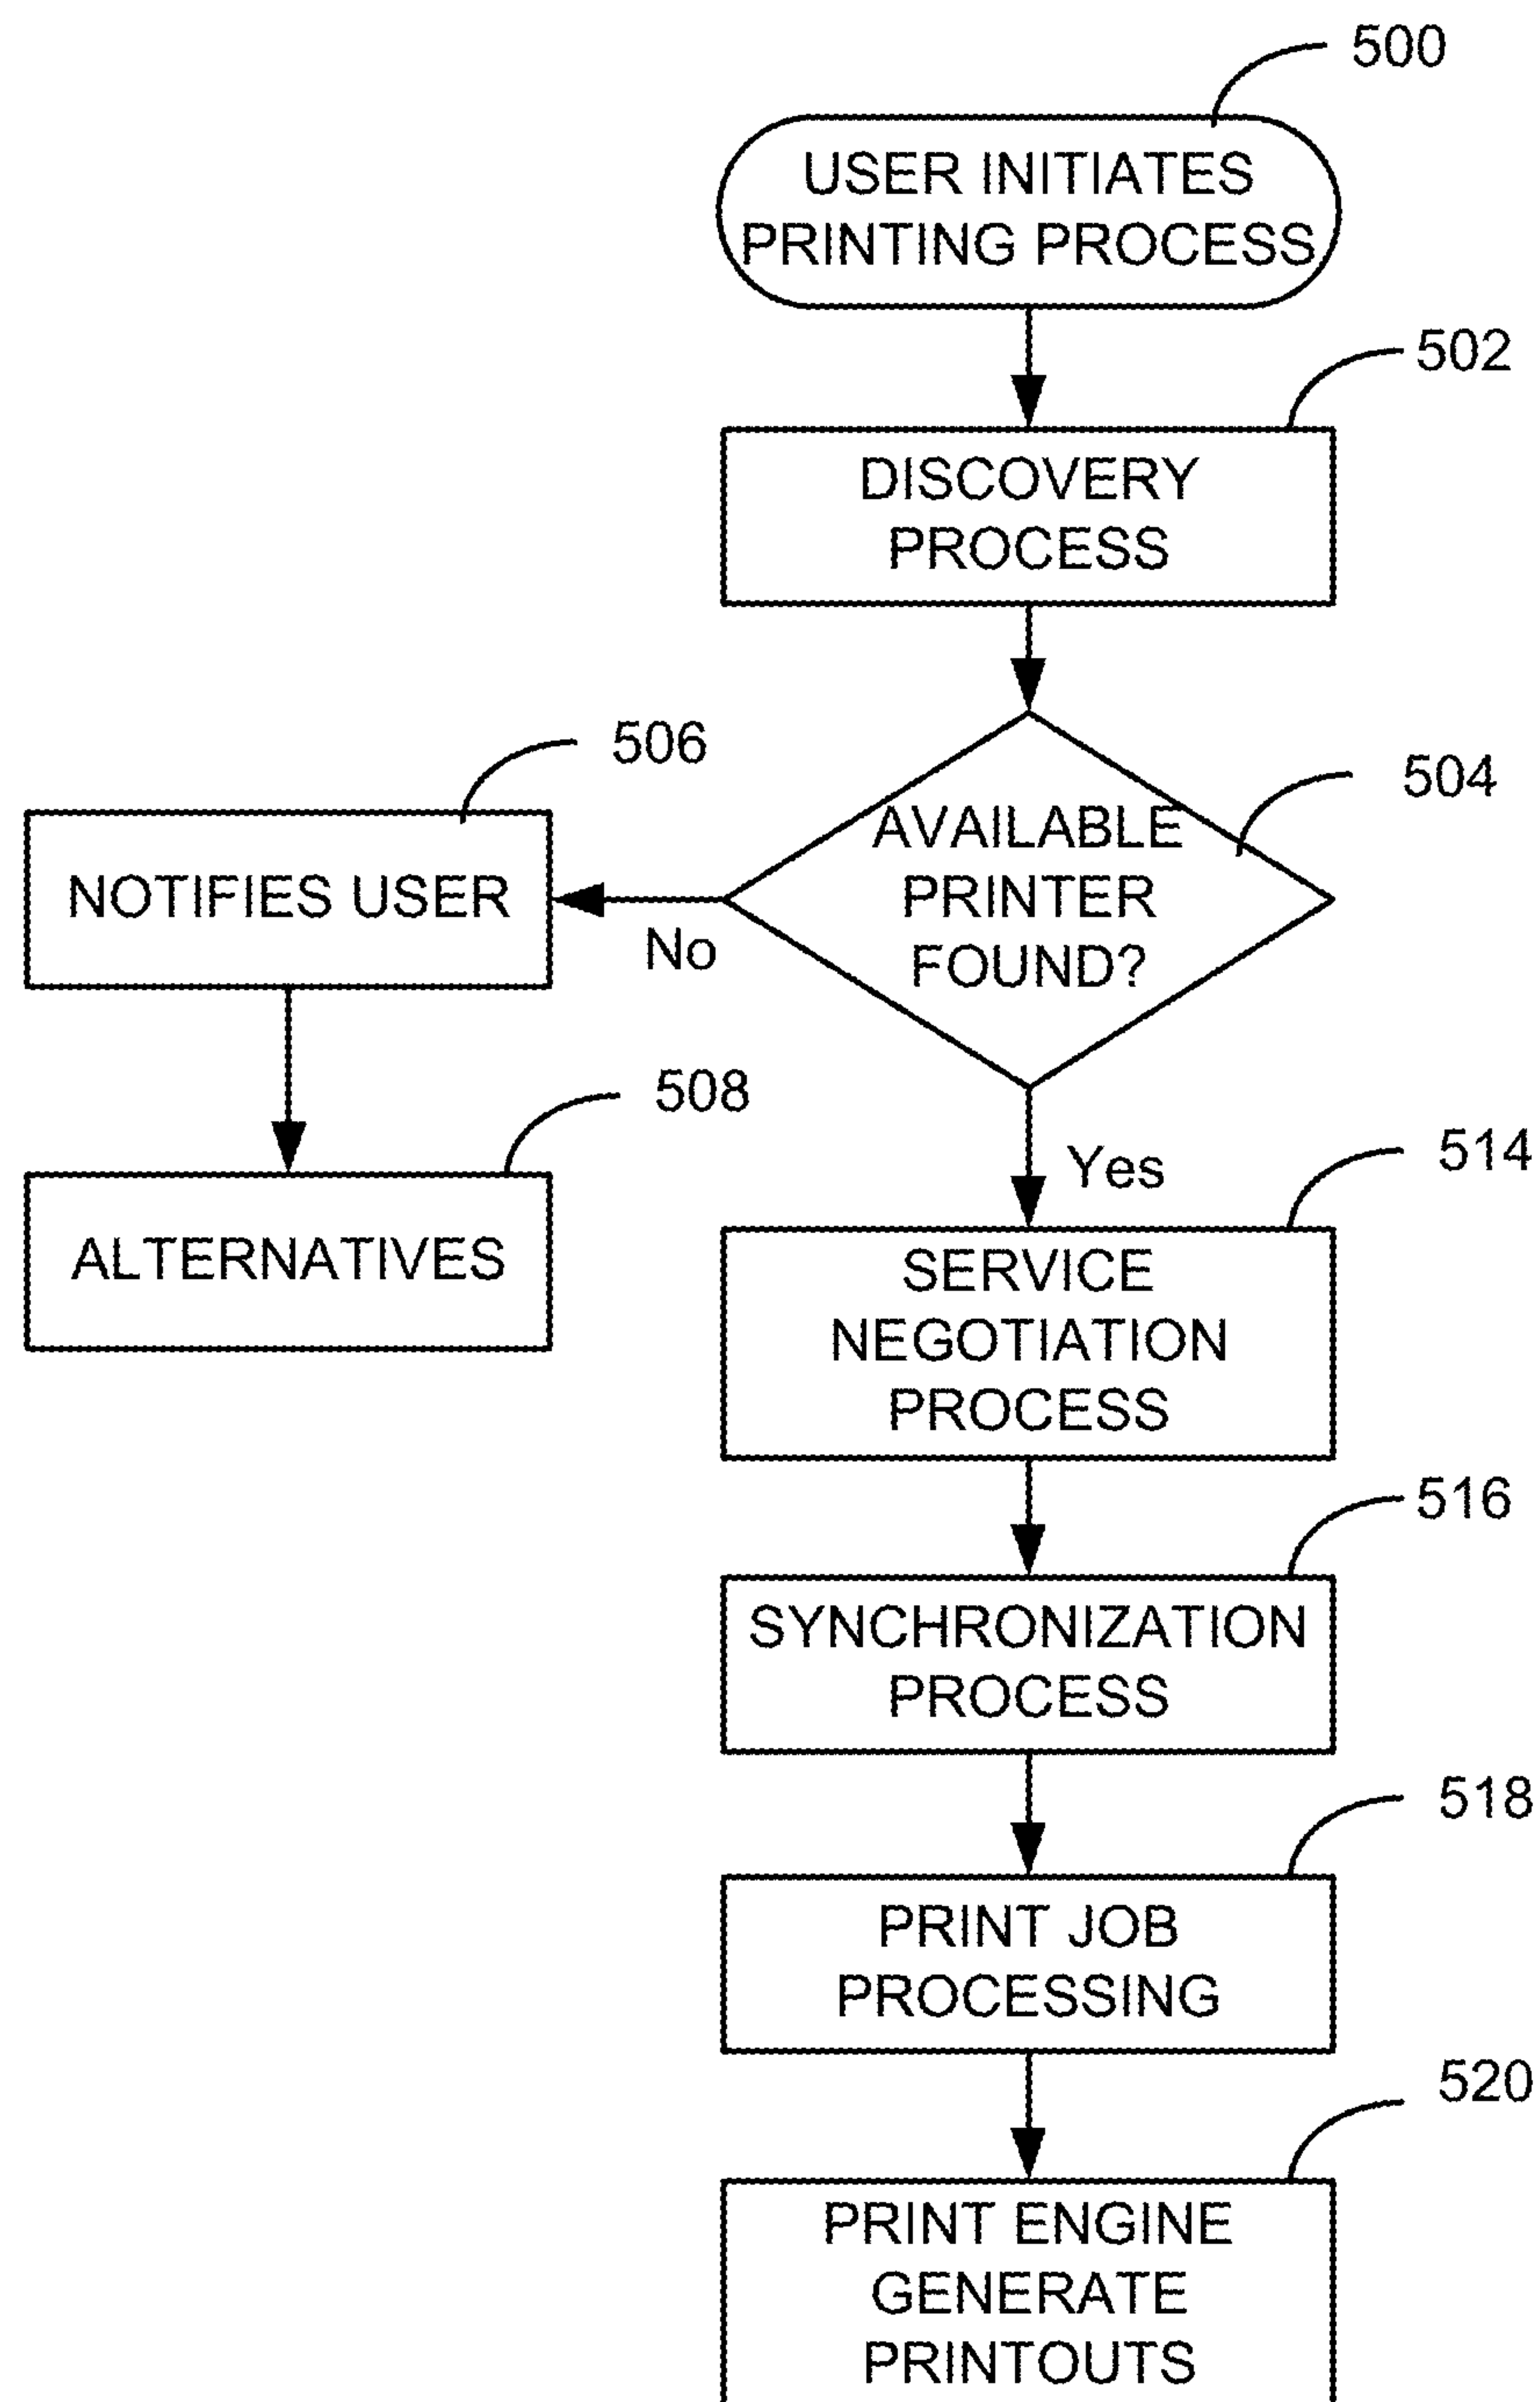 500
USER INITIATES
PRINTING PROCESS
502
DISCOVERY
PROCESS
504
AVAILABLE
PRINTER
FOUND?
No
506
NOTIFIES USER
508
ALTERNATIVES
Yes
514
SERVICE
NEGOTIATION
PROCESS
516
SYNCHRONIZATION
PROCESS
518
PRINT JOB
PROCESSING
520
PRINT ENGINE
GENERATE
PRINTOUTS